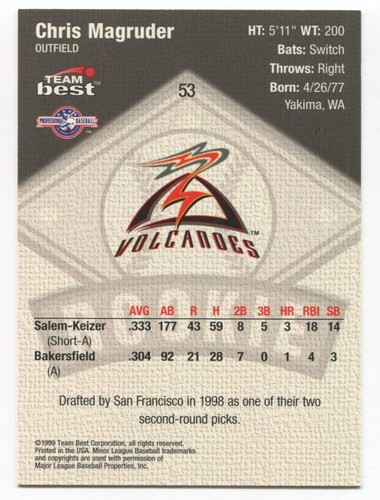 Chris Magruder
OUTFIELD
HT: 5'11" WT: 200
Bats: Switch
Throws: Right
Born: 4/26/77
Yakima, WA
TEAM
best™
PROFESSIONAL BASEBALL
53
VOLCANOES™
AVG AB R H 2B 3B HR RBI SB
Salem-Keizer .333 177 43 59 8 5 3 18 14
(Short-A)
Bakersfield .304 92 21 28 7 0 1 4 3
(A)
Drafted by San Francisco in 1998 as one of their two
second-round picks.
©1999 Team Best Corporation, all rights reserved.
Printed in the USA. Minor League Baseball trademarks
and copyrights are used with permission of
Major League Baseball Properties, Inc.